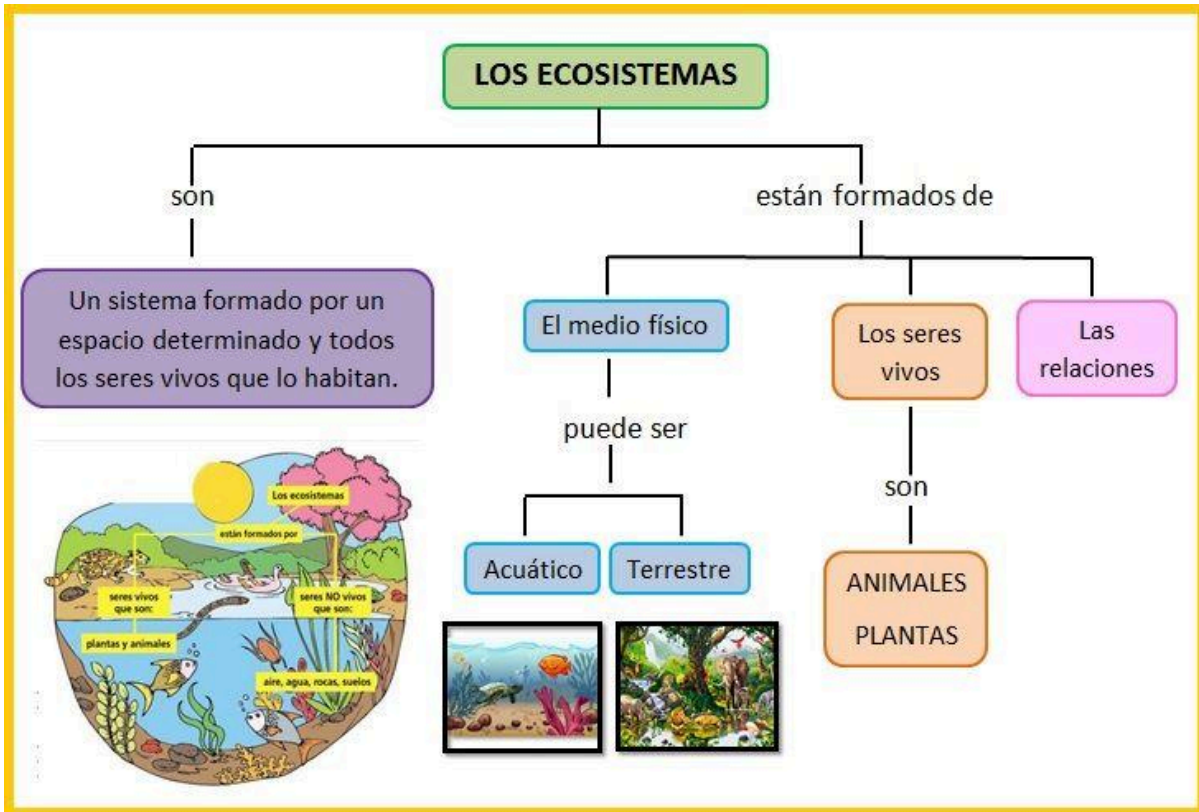 LOS ECOSISTEMAS
son
están formados de
Un sistema formado por un
espacio determinado y todos
los seres vivos que lo habitan.
El medio físico
Los seres
vivos
Las
relaciones
puede ser
son
Acuático
Terrestre
ANIMALES
PLANTAS
Los ecosistemas
están formados por
seres vivos
que son:
seres NO vivos
que son:
plantas y animales
aire, agua, rocas, suelos